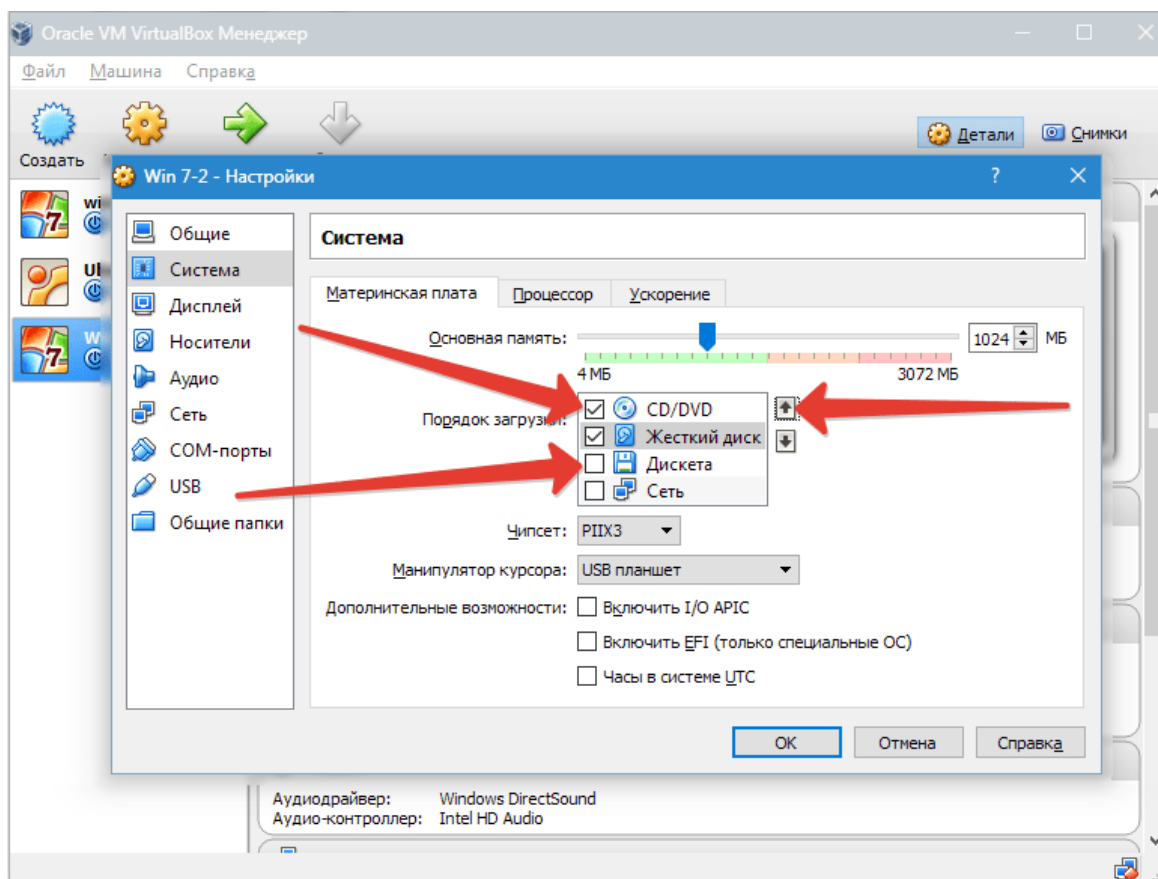 Oracle VM VirtualBox Менеджер
Файл Машина Справка
Создать
Детали Снимки
Win 7-2 - Настройки
?
Общие
Система
Дисплей
Носители
Аудио
Сеть
COM-порты
USB
Общие папки
Система
Материнская плата Процессор Ускорение
Основная память: 1024 МБ
4 МБ 3072 МБ
Порядок загрузки: CD/DVD
Жесткий диск
Дискета
Сеть
Чипсет: PIIX3
Манипулятор курсора: USB планшет
Дополнительные возможности: Включить I/O APIC
Включить EFI (только специальные ОС)
Часы в системе UTC
OK Отмена Справка
Аудиодрайвер: Windows DirectSound
Аудио-контроллер: Intel HD Audio